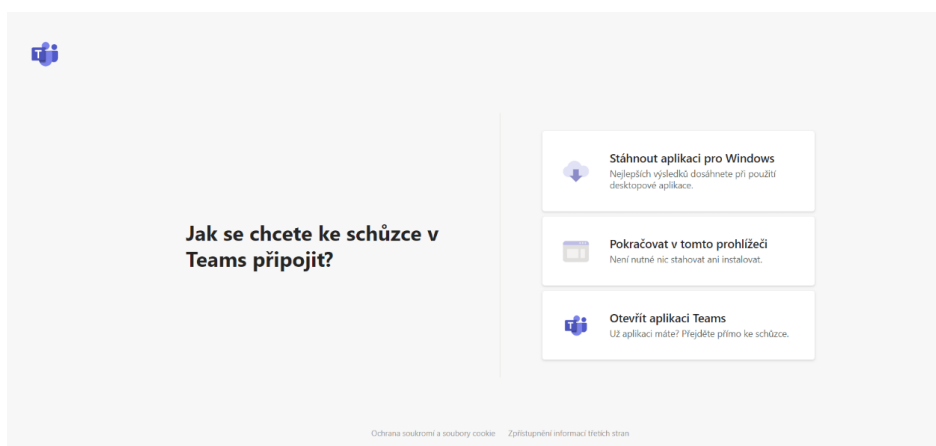 Jak se chcete ke schůzce v
Teams připojit?
Stáhnout aplikaci pro Windows
Nejlepších výsledků dosáhnete při použití
desktopové aplikace.
Pokračovat v tomto prohlížeči
Není nutné nic stahovat ani instalovat.
Otevřít aplikaci Teams
Už aplikaci máte? Přejděte přímo ke schůzce.
Ochrana soukromí a soubory cookie Zpřístupnění informací třetích stran